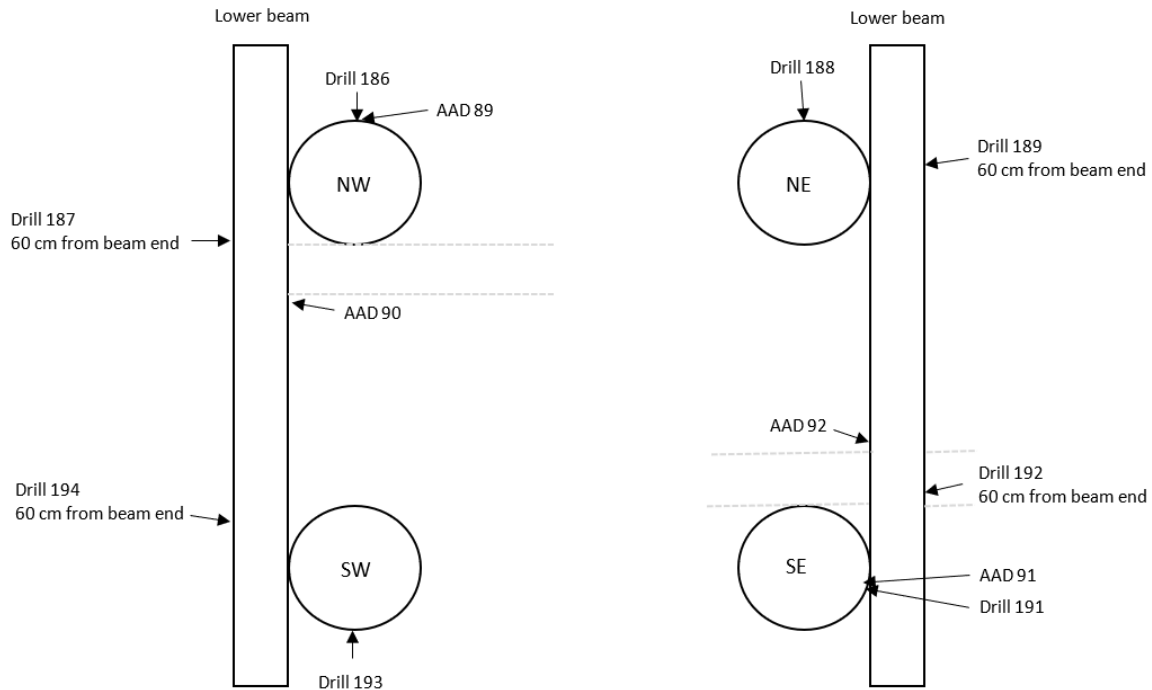 Lower beam
Lower beam
Drill 186
AAD 89
Drill 188
Drill 189
60 cm from beam end
NW
NE
Drill 187
60 cm from beam end
AAD 90
AAD 92
Drill 194
60 cm from beam end
Drill 192
60 cm from beam end
SW
SE
AAD 91
Drill 191
Drill 193